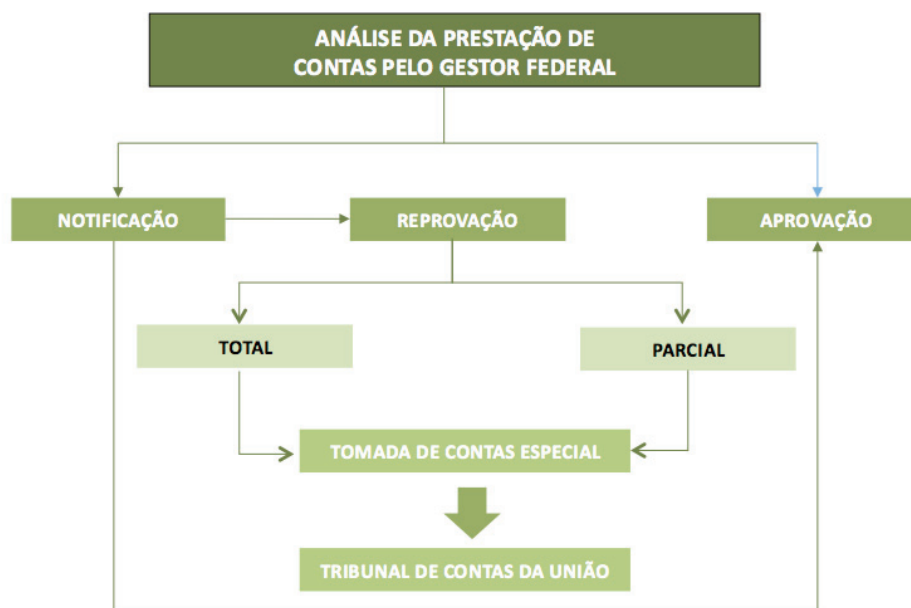 ANÁLISE DA PRESTAÇÃO DE
CONTAS PELO GESTOR FEDERAL
NOTIFICAÇÃO
REPROVAÇÃO
APROVAÇÃO
TOTAL
PARCIAL
TOMADA DE CONTAS ESPECIAL
TRIBUNAL DE CONTAS DA UNIÃO